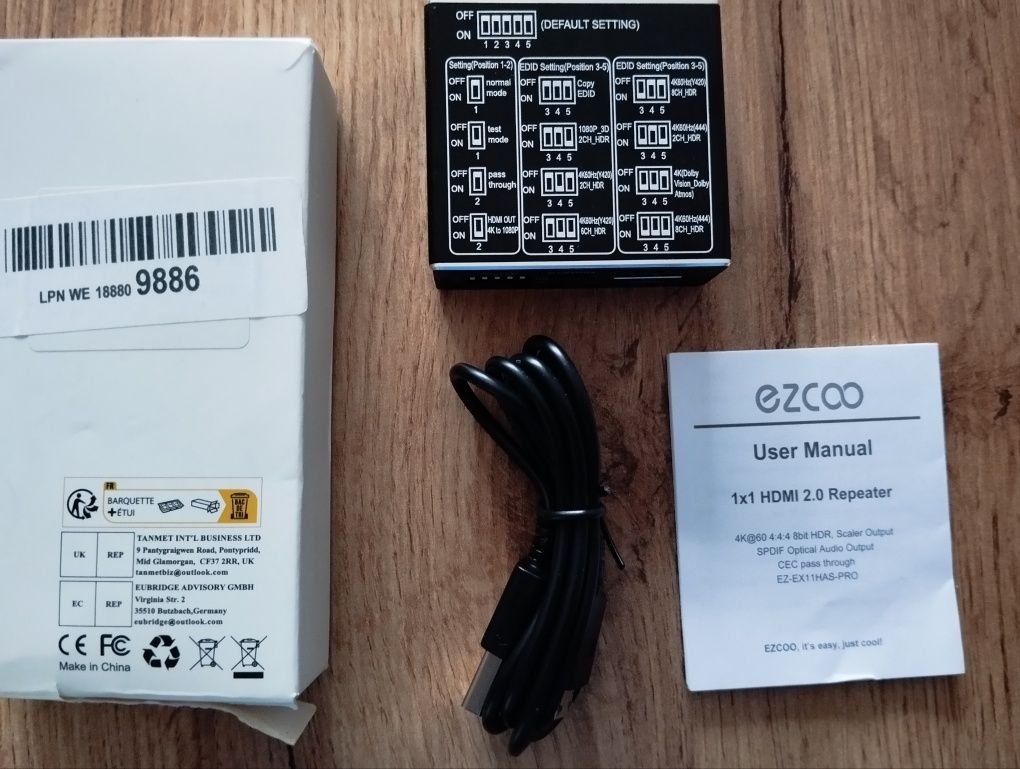 OFF
ON
1 2 3 4 5
(DEFAULT SETTING)
Setting(Position 1-2)
OFF
ON
1
normal
mode
OFF
ON
1
test
mode
OFF
ON
2
pass
through
OFF
ON
2
HDMI OUT
4K to 1080P
EDID Setting(Position 3-5)
OFF
ON
3 4 5
Copy
EDID
OFF
ON
3 4 5
1080P_3D
2CH_HDR
OFF
ON
3 4 5
4K60Hz(Y420)
2CH_HDR
OFF
ON
3 4 5
4K60Hz(Y420)
6CH_HDR
EDID Setting(Position 3-5)
OFF
ON
3 4 5
4K60Hz(Y420)
8CH_HDR
OFF
ON
3 4 5
4K60Hz(444)
2CH_HDR
OFF
ON
3 4 5
4K(Dolby
Vision_Dolby
Atmos)
OFF
ON
3 4 5
4K60Hz(444)
8CH_HDR
LPN WE 18880 9886
FR
BARQUETTE
+ÉTUI
BAC
DE
TRI
UK REP
TANMET INT'L BUSINESS LTD
9 Pantygraigwen Road, Pontypridd,
Mid Glamorgan, CF37 2RR, UK
tanmetbiz@outlook.com
EC REP
EUBRIDGE ADVISORY GMBH
Virginia Str. 2
35510 Butzbach,Germany
eubridge@outlook.com
CE FC
Made in China
ezcoo
User Manual
1x1 HDMI 2.0 Repeater
4K@60 4:4:4 8bit HDR, Scaler Output
SPDIF Optical Audio Output
CEC pass through
EZ-EX11HAS-PRO
EZCOO, it's easy, just cool!